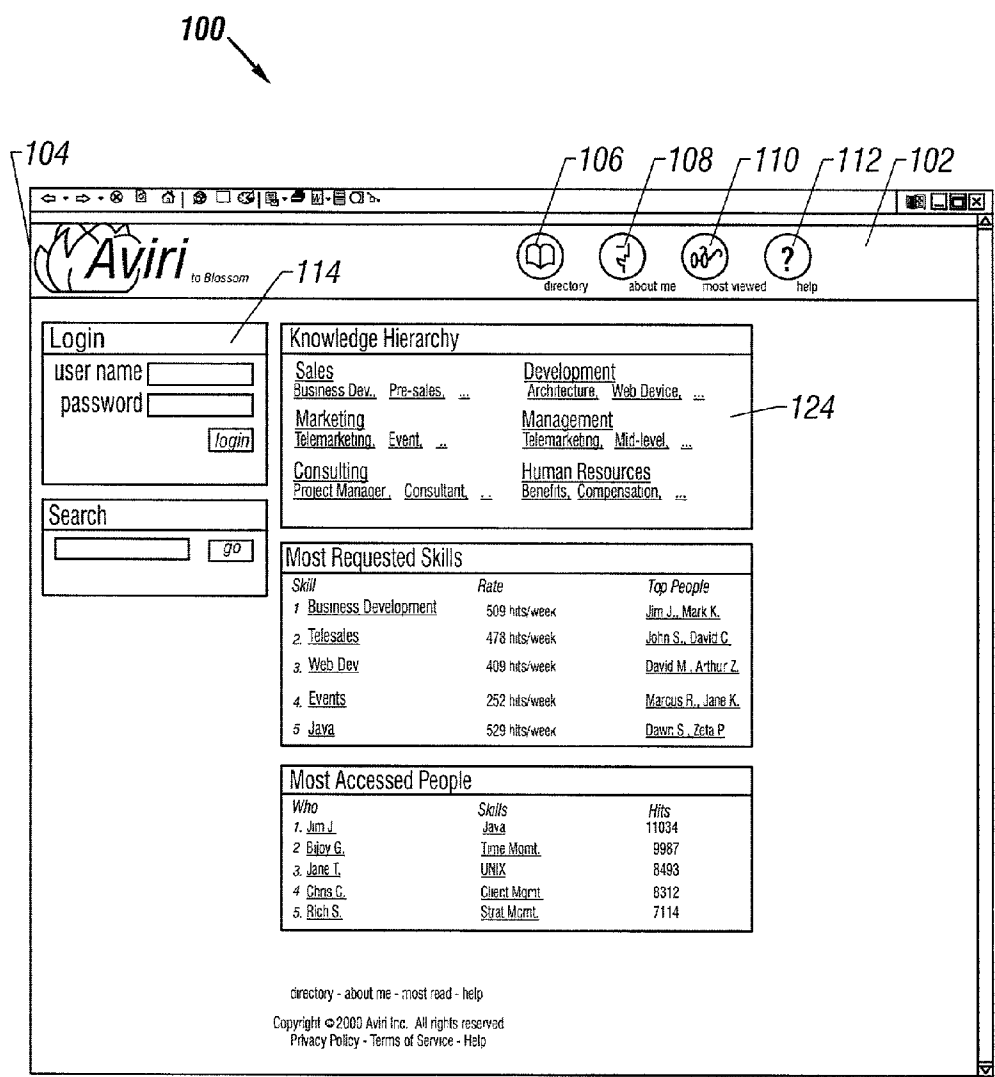 100
104
106 108 110 112 102
Aviri to Blossom
directory about me most viewed help
114
Login
user name
password
login
Search
go
Knowledge Hierarchy
Sales Development
Business Dev., Pre-sales, ... Architecture, Web Device, ...
124
Marketing Management
Telemarketing, Event, ... Telemarketing, Mid-level, ...
Consulting Human Resources
Project Manager, Consultant, ... Benefits, Compensation, ...
Most Requested Skills
Skill Rate Top People
1 Business Development 509 hits/week Jim J., Mark K.
2. Telesales 478 hits/week John S., David C
3. Web Dev 409 hits/week David M , Arthur Z.
4. Events 252 hits/week Marcus R., Jane K.
5 Java 529 hits/week Dawn S , Zeta P
Most Accessed People
Who Skills Hits
1. Jim J Java 11034
2 Bijoy G. Time Mgmt. 9987
3. Jane T. UNIX 8493
4 Chris C. Client Mgmt 8312
5. Rich S. Strat Mgmt. 7114
directory - about me - most read - help
Copyright © 2000 Aviri Inc. All rights reserved
Privacy Policy - Terms of Service - Help